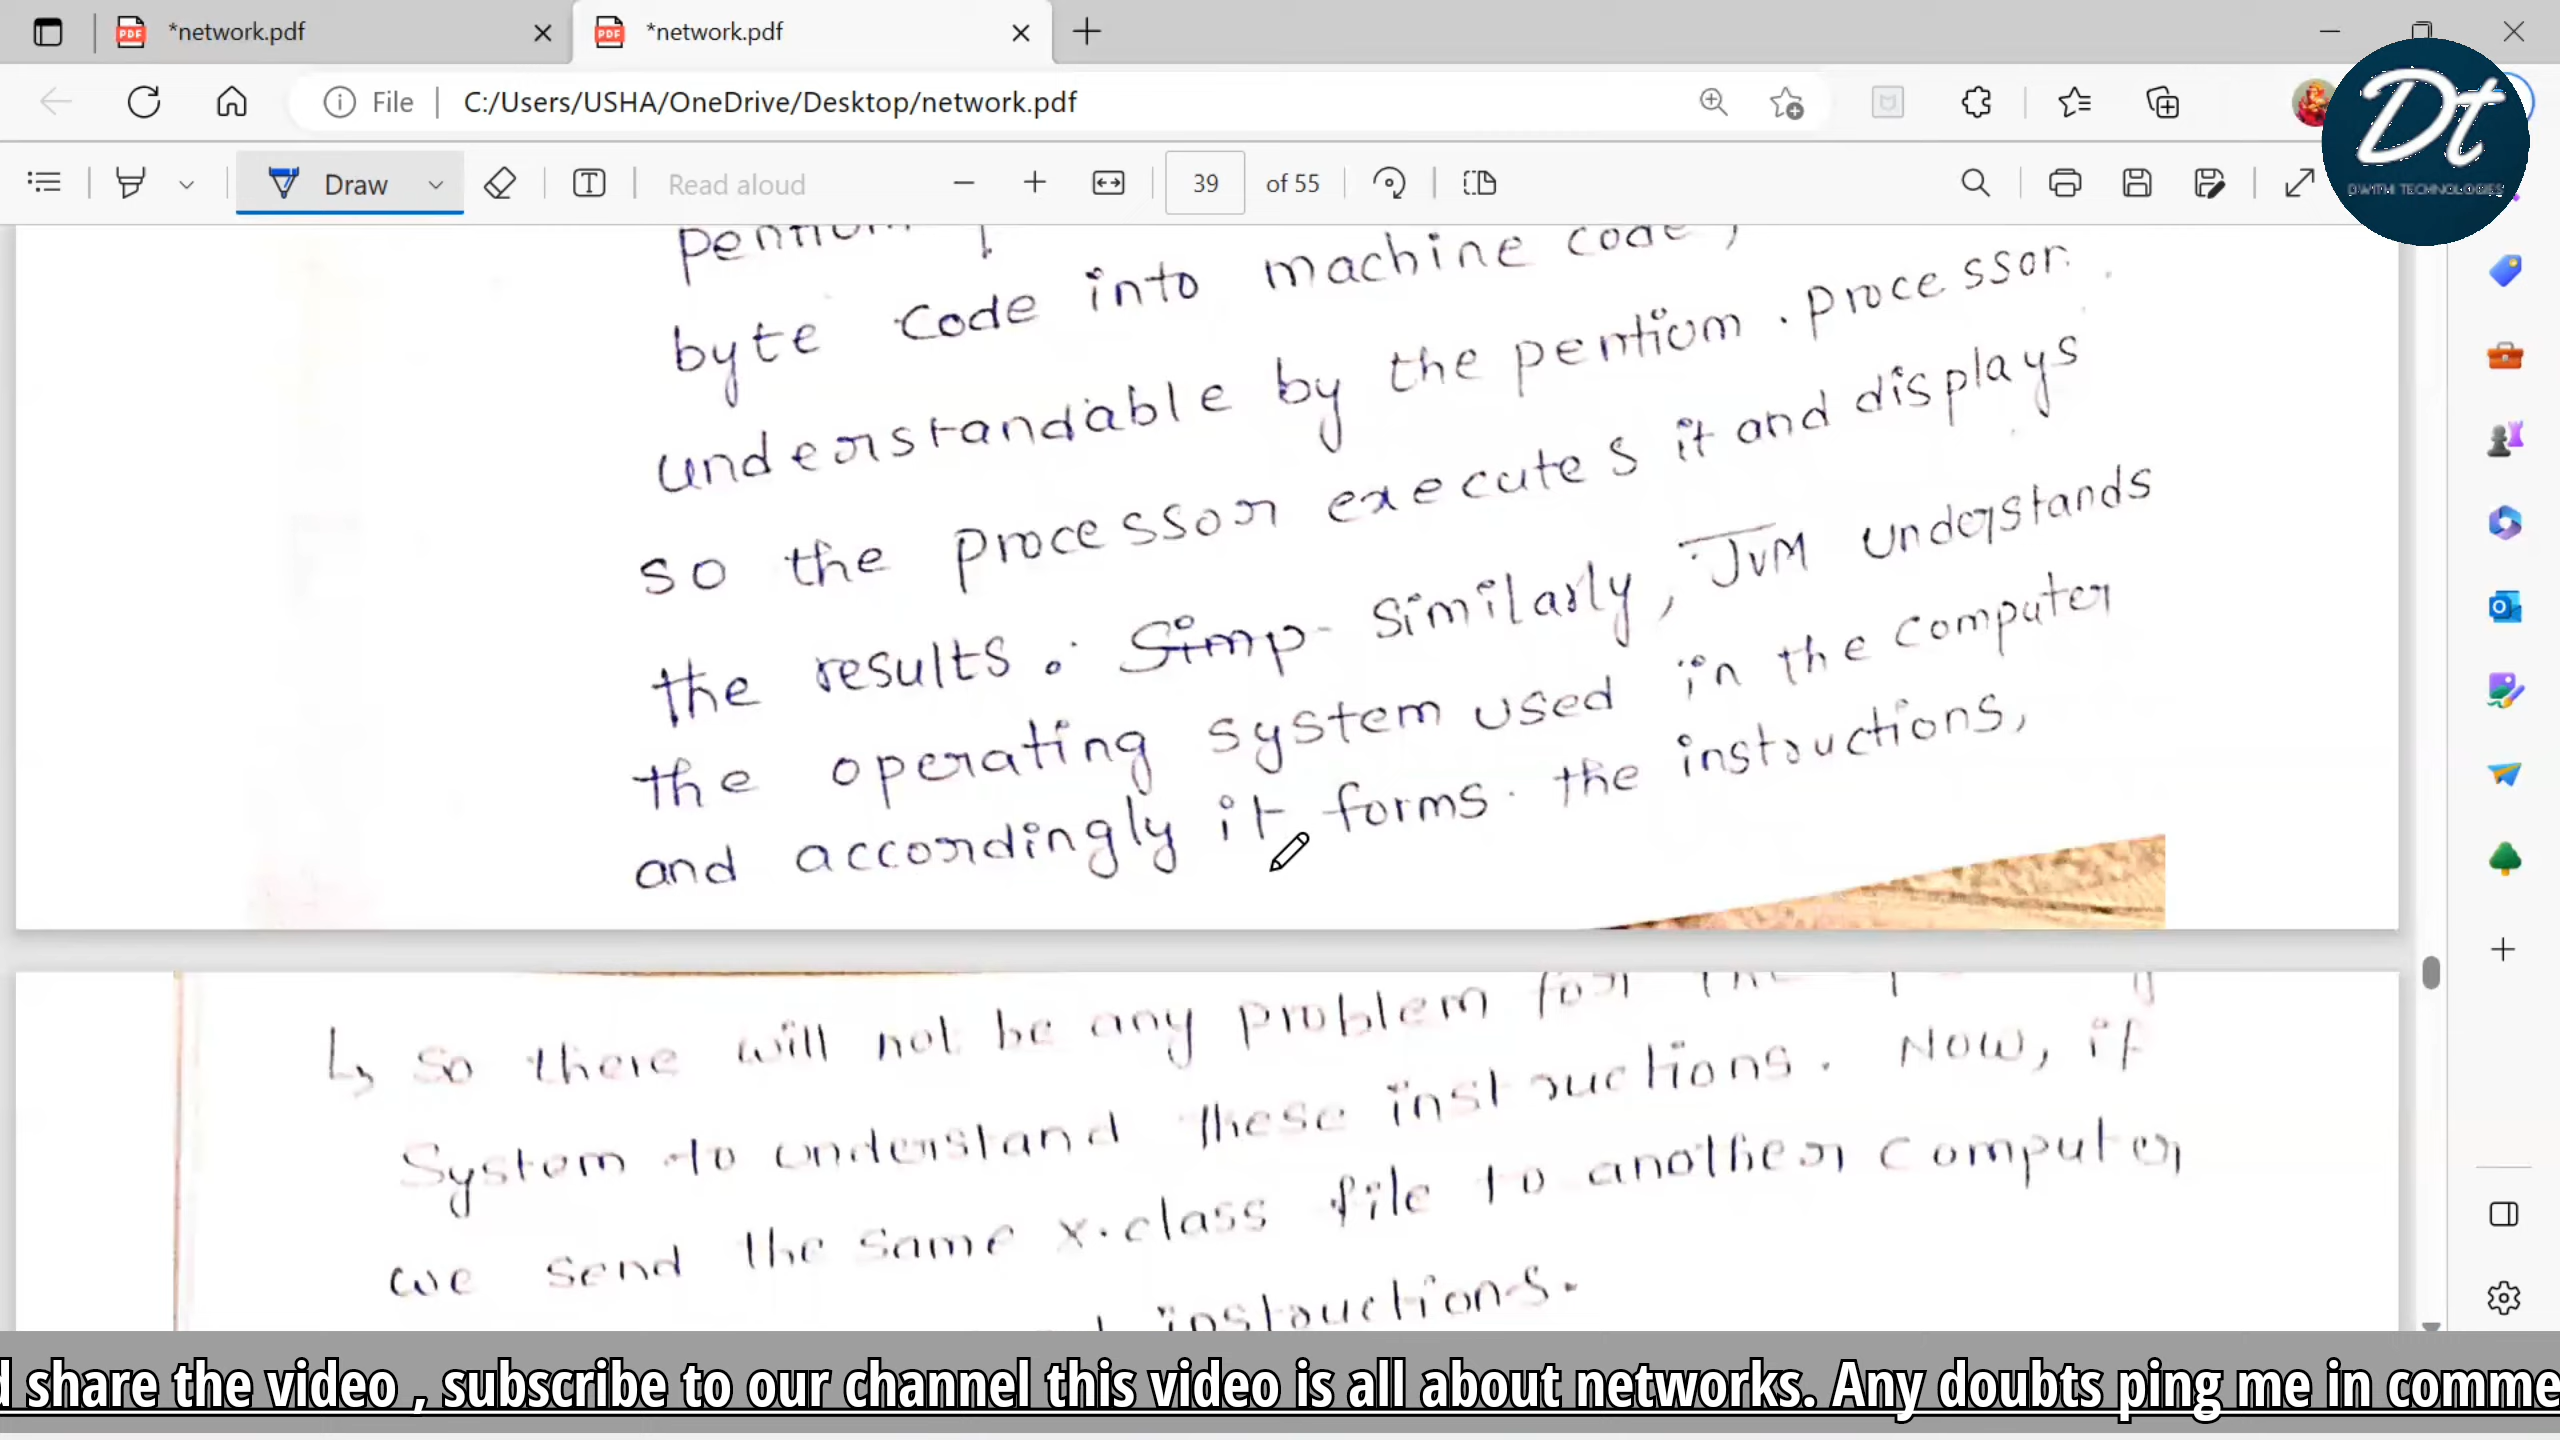 *network.pdf
*network.pdf
File
C:/Users/USHA/OneDrive/Desktop/network.pdf
Draw
Read aloud
39 of 55
Dt
DWITHI TECHNOLOGIES
byte code into machine code,
understandable by the pentium. processor
so the processor executes it and displays
the results. Simp- similarly, JVM understands
the operating system used in the computer
and accordingly it forms. the instructions,
↳ so there will not be any problem for
System to understand these instructions. Now, if
we send the same x.class file to another computer
instructions.
share the video , subscribe to our channel this video is all about networks. Any doubts ping me in comme